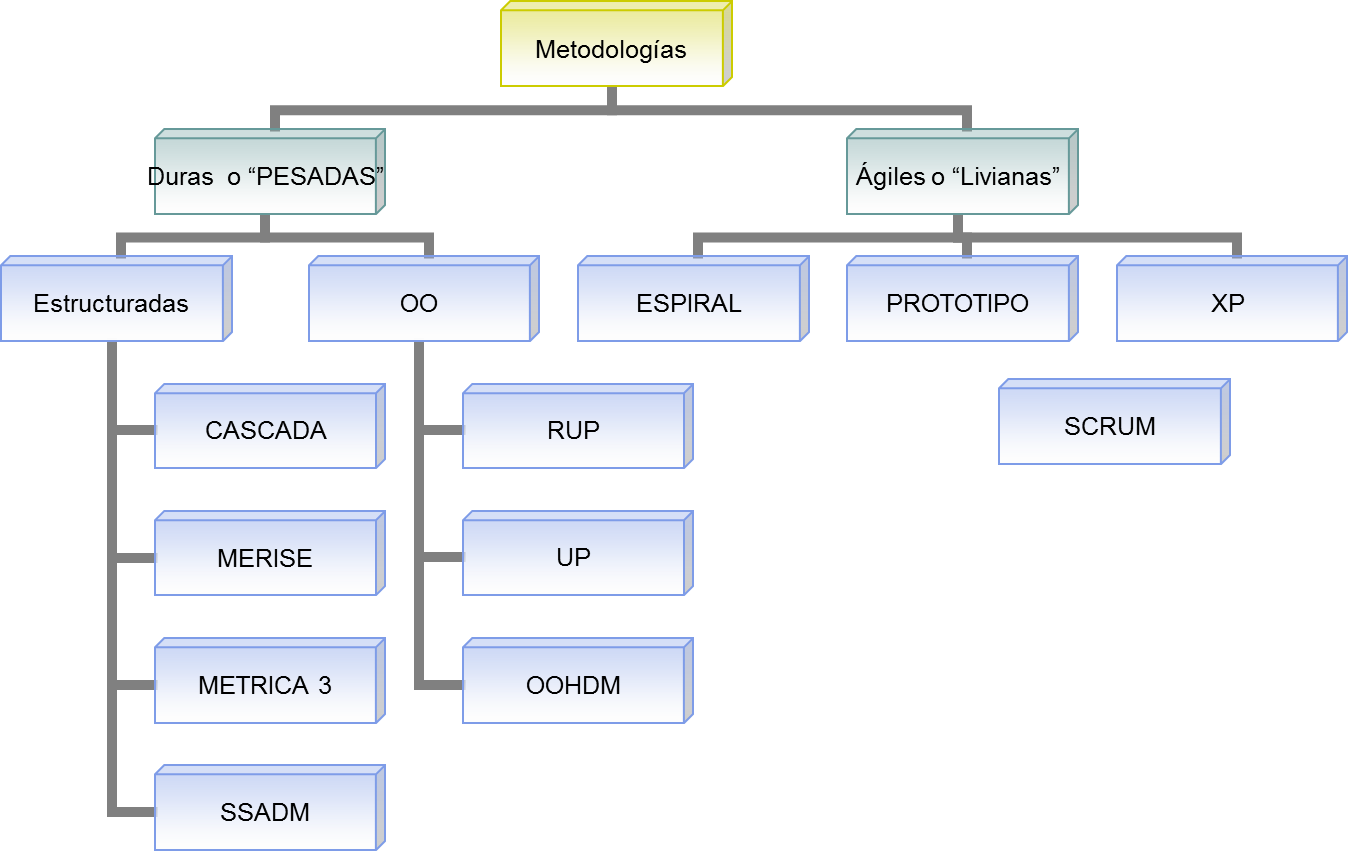 Metodologías
Duras o “PESADAS”
Ágiles o “Livianas”
Estructuradas
OO
ESPIRAL
PROTOTIPO
XP
CASCADA
RUP
SCRUM
MERISE
UP
METRICA 3
OOHDM
SSADM